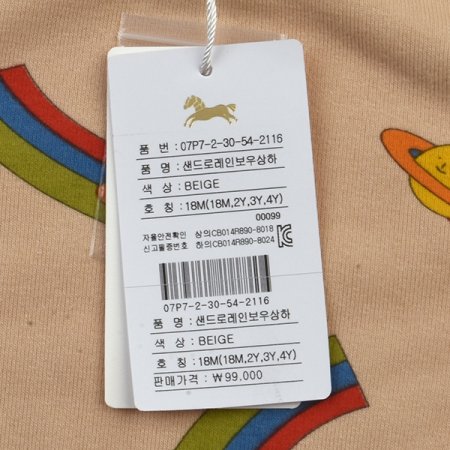 품 번 : 07P7-2-30-54-2116
품 명 : 샌드로레인보우상하
색 상 : BEIGE
호 칭 : 18M(18M,2Y,3Y,4Y)
00099
자율안전확인 상의CB014R890-8018
신고필증번호 하의CB014R890-8024
07P7-2-30-54-2116
품 명 : 샌드로레인보우상하
색 상 : BEIGE
호 칭 : 18M(18M,2Y,3Y,4Y)
판매가격 : ₩99,000